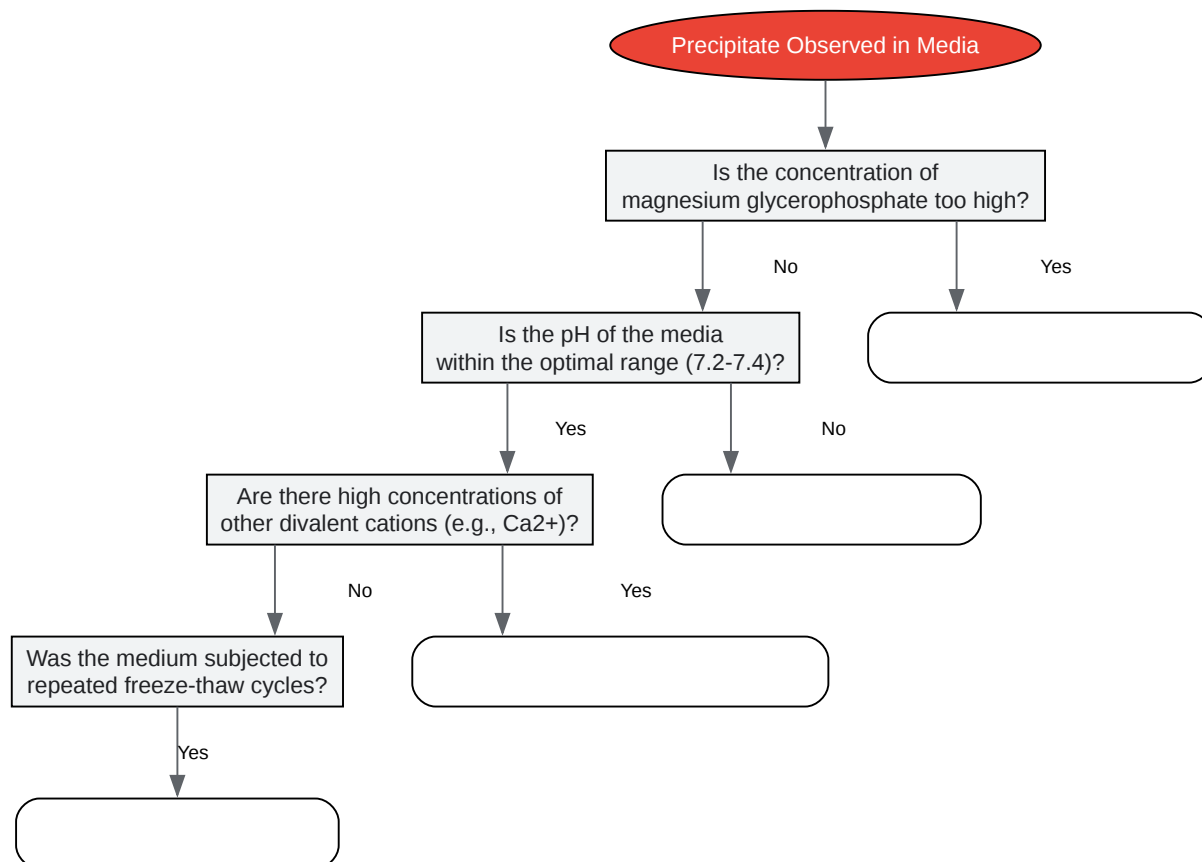 Precipitate Observed in Media
Is the concentration of
magnesium glycerophosphate too high?
No
Yes
Is the pH of the media
within the optimal range (7.2-7.4)?
Yes
No
Are there high concentrations of
other divalent cations (e.g., Ca2+)?
No
Yes
Was the medium subjected to
repeated freeze-thaw cycles?
Yes